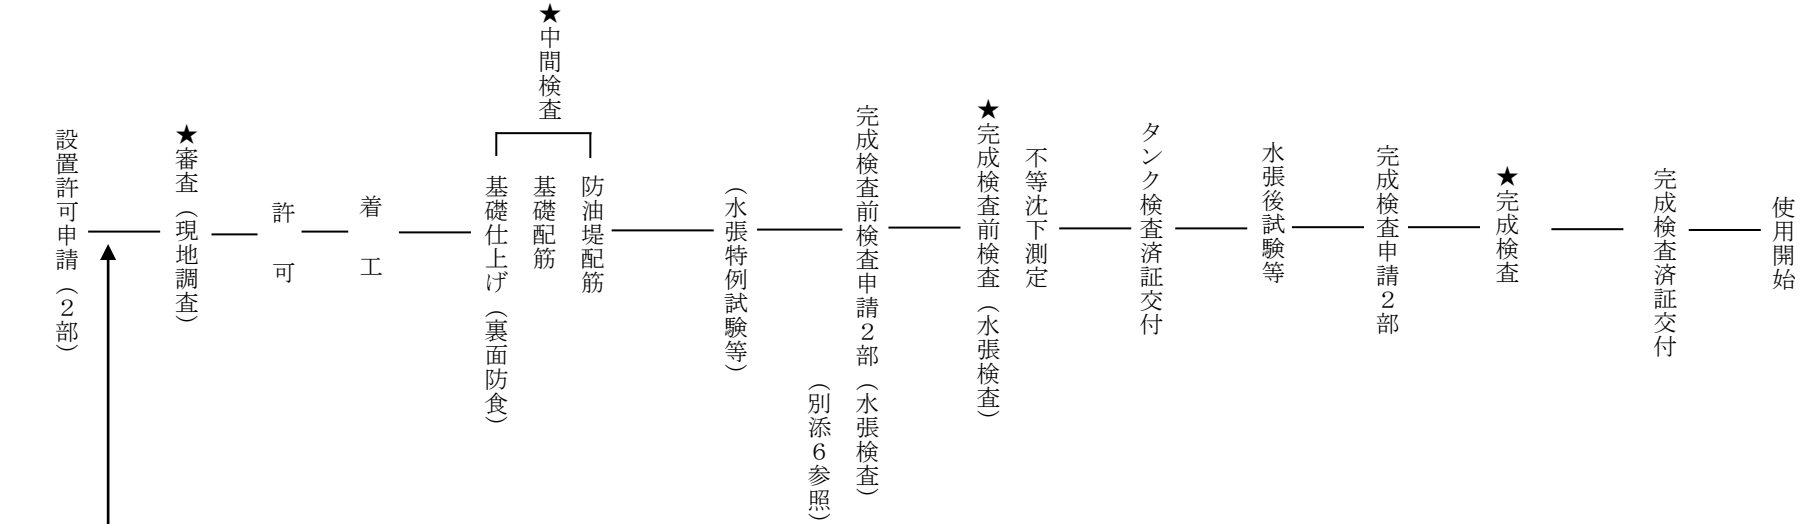 設置許可申請（２部）
★審査（現地調査）
許可
着工
★中間検査
基礎仕上げ（裏面防食）
基礎配筋
防油堤配筋
（水張特例試験等）
完成検査前検査申請２部（水張検査）
（別添６参照）
★完成検査前検査（水張検査）
不等沈下測定
タンク検査済証交付
水張後試験等
完成検査申請２部
★完成検査
完成検査済証交付
使用開始